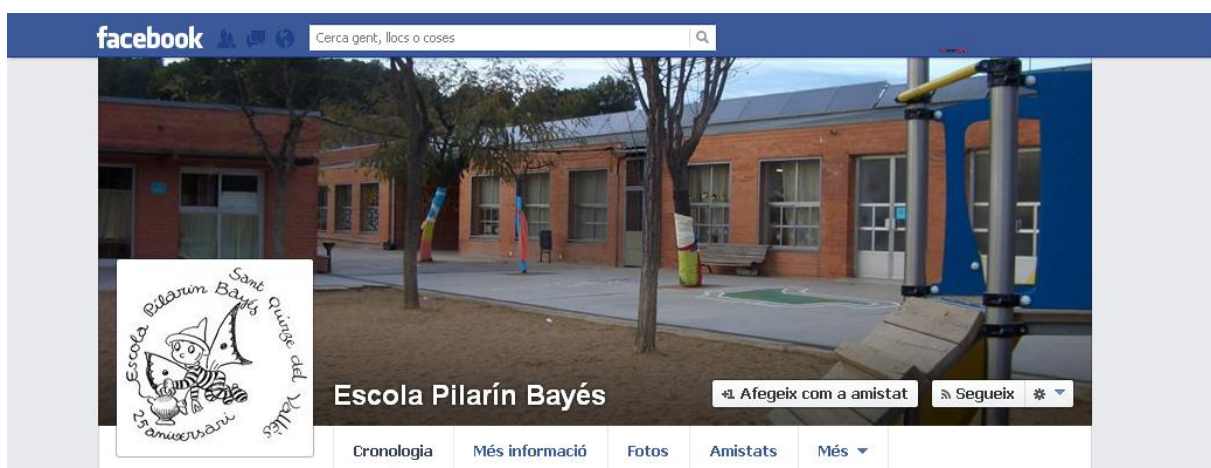 facebook
Cerca gent, llocs o coses
Escola Pilarín Bayés Sant Quirze del Vallès
25 aniversari
Escola Pilarín Bayés
+1 Afegeix com a amistat
Segueix
Cronologia Més informació Fotos Amistats Més